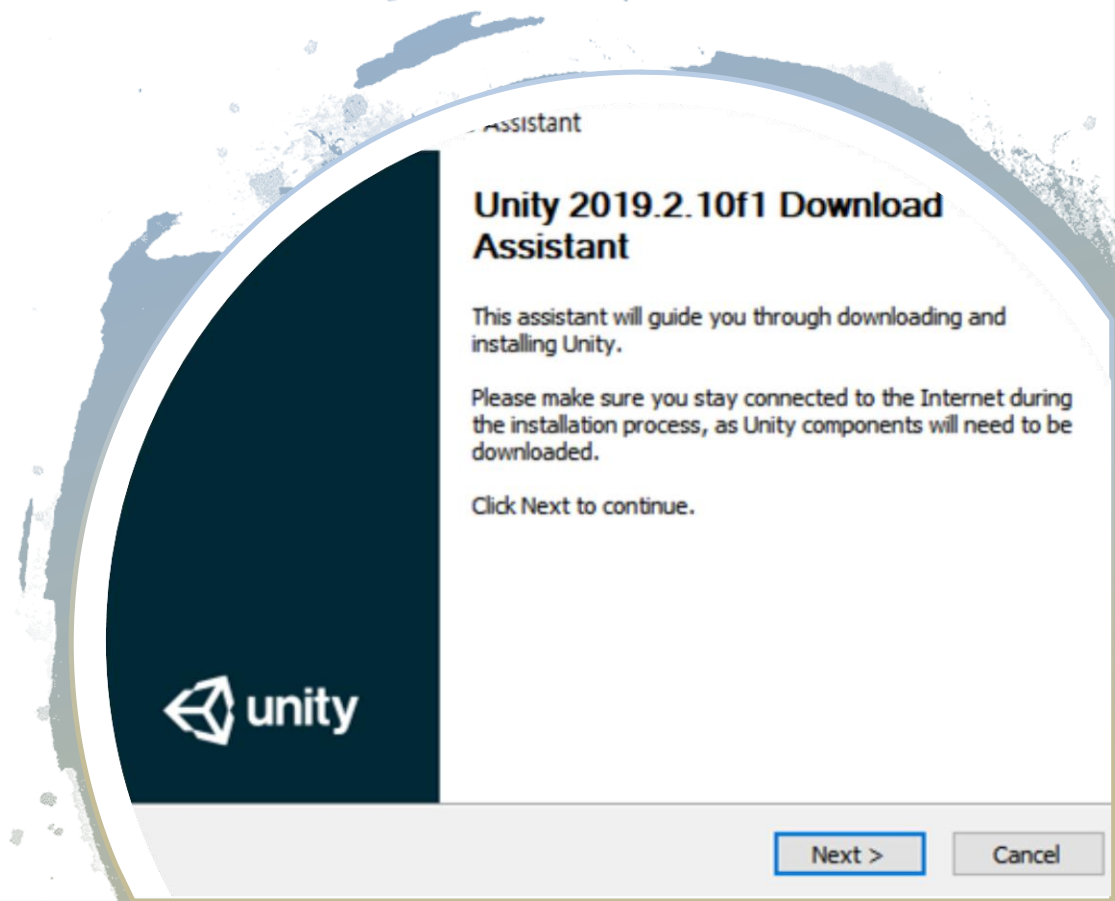 Assistant
Unity 2019.2.10f1 Download
Assistant
This assistant will guide you through downloading and
installing Unity.
Please make sure you stay connected to the Internet during
the installation process, as Unity components will need to be
downloaded.
Click Next to continue.
unity
Next >
Cancel